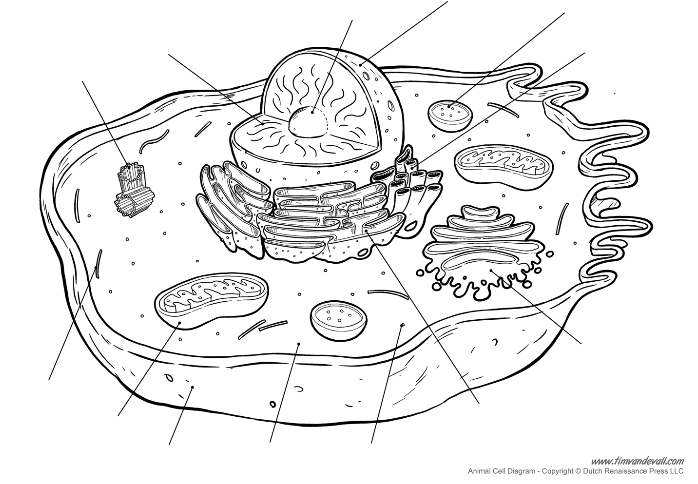 www.timvandevall.com
Animal Cell Diagram - Copyright © Dutch Renaissance Press LLC